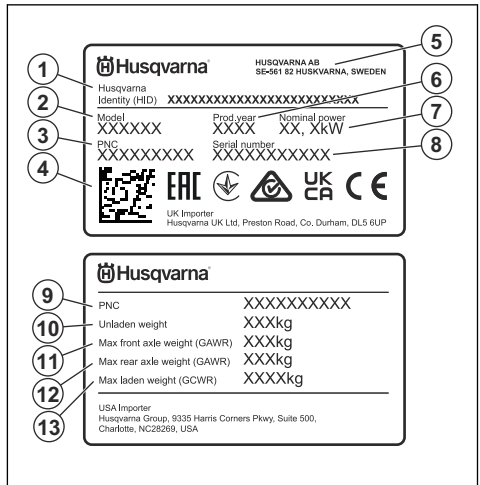 Husqvarna
HUSQVARNA AB
SE-561 82 HUSKVARNA, SWEDEN
5
1
Husqvarna
Identity (HID) XXXXXXXXXXXXXXXXXXXXXXXXX
6
2
Model Prod.year Nominal power
XXXXXX XXXX XX, XkW
7
3
PNC Serial number
XXXXXXXXX XXXXXXXXXXX
8
4
EAC UK CA CE
UK Importer
Husqvarna UK Ltd, Preston Road, Co. Durham, DL5 6UP
Husqvarna
9 PNC XXXXXXXXXX
10 Unladen weight XXXkg
11 Max front axle weight (GAWR) XXXkg
12 Max rear axle weight (GAWR) XXXkg
13 Max laden weight (GCWR) XXXXkg
USA Importer
Husqvarna Group, 9335 Harris Corners Pkwy, Suite 500,
Charlotte, NC28269, USA